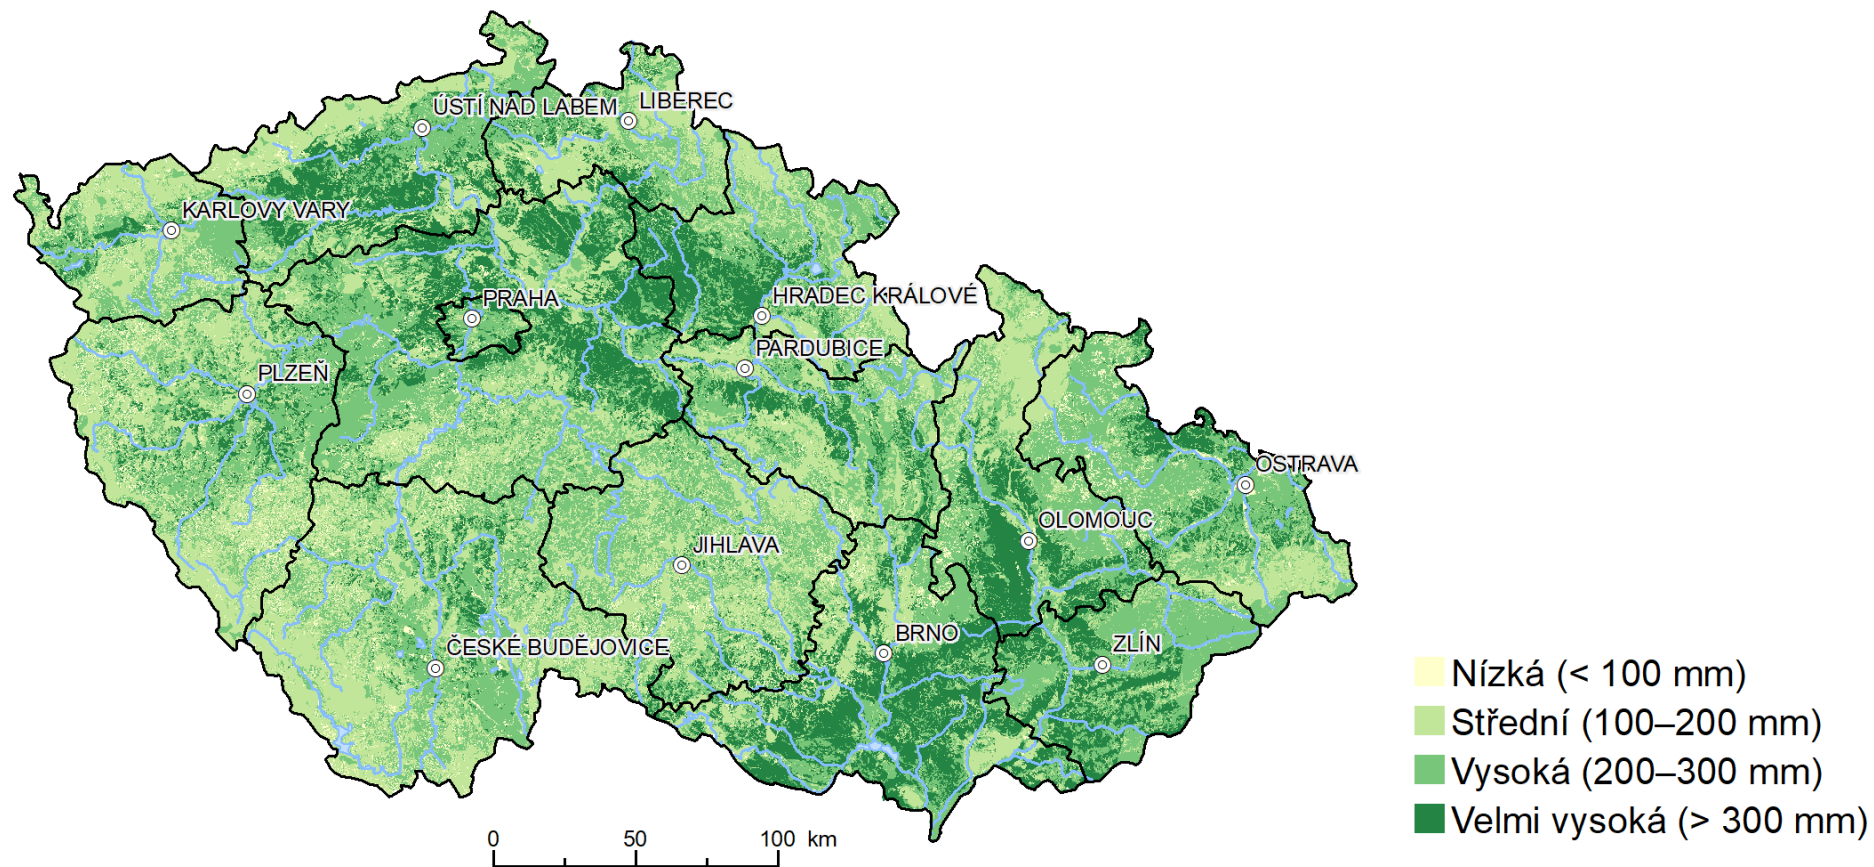 ÚSTÍ NAD LABEM
LIBEREC
KARLOVY VARY
PRAHA
HRADEC KRÁLOVÉ
PARDUBICE
PLZEŇ
OSTRAVA
OLOMOUC
JIHLAVA
BRNO
ZLÍN
ČESKÉ BUDĚJOVICE
Nízká (< 100 mm)
Střední (100–200 mm)
Vysoká (200–300 mm)
Velmi vysoká (> 300 mm)
0 50 100 km